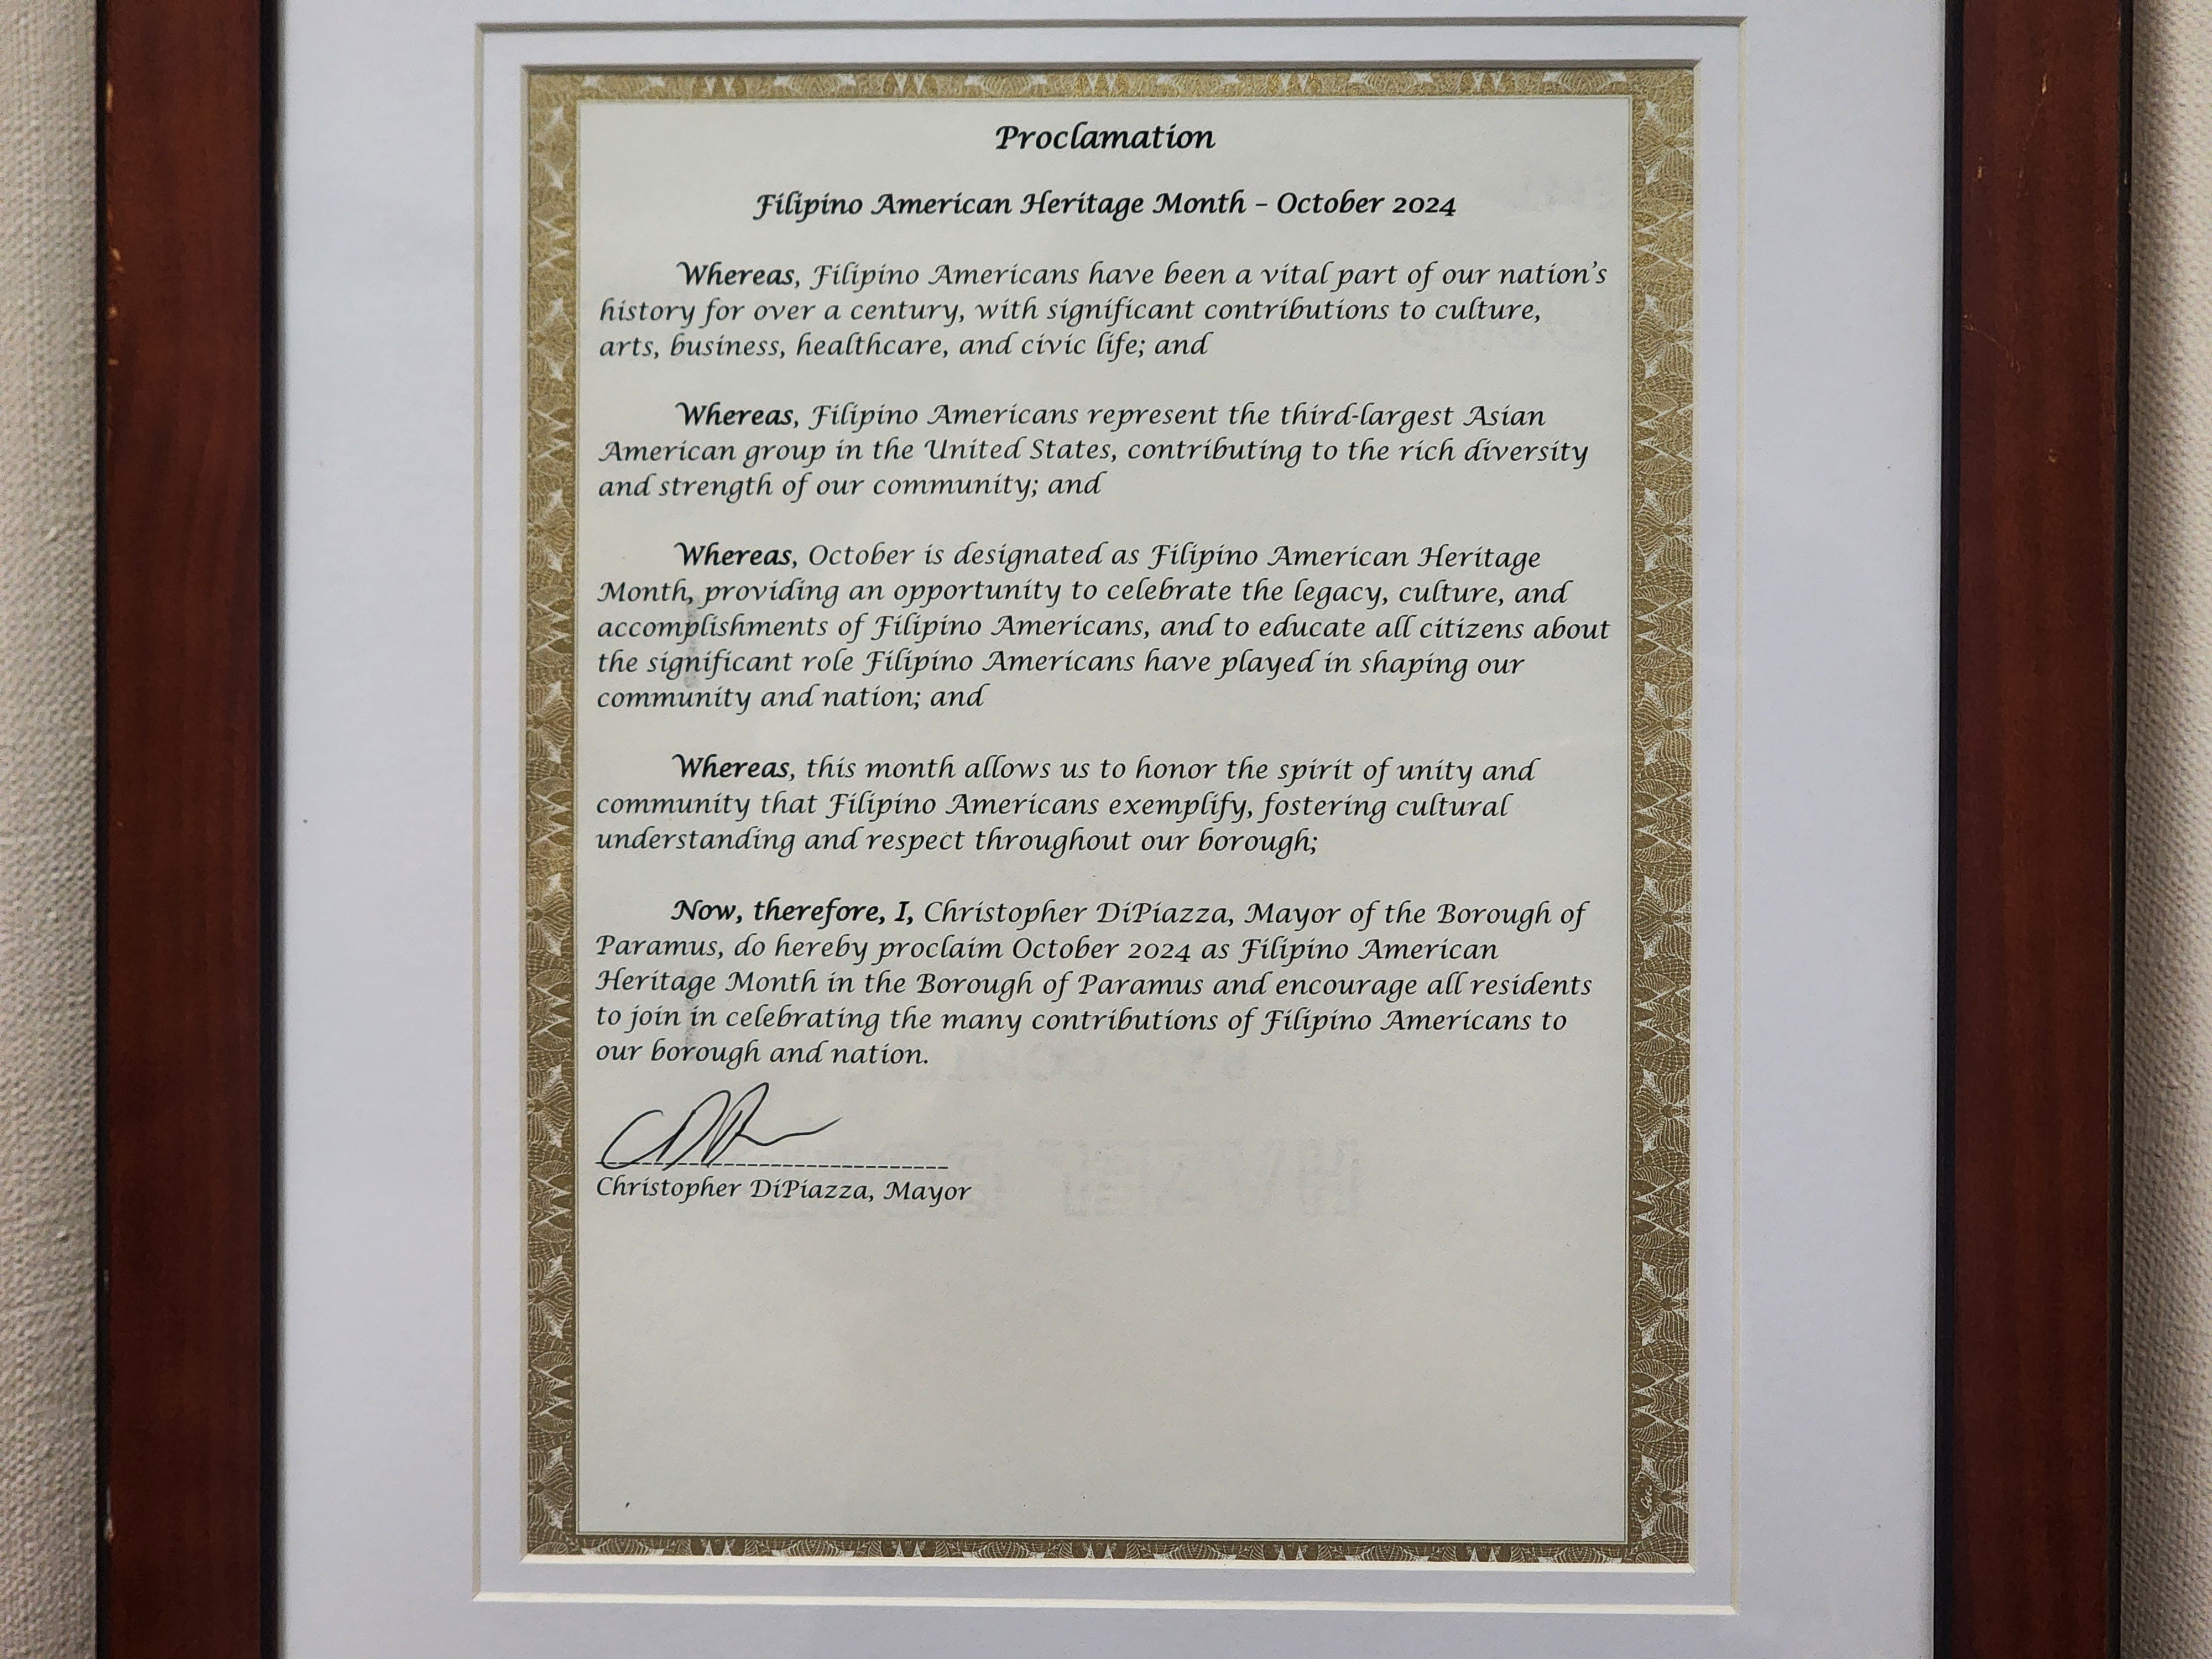 Proclamation
Filipino American Heritage Month – October 2024
Whereas, Filipino Americans have been a vital part of our nation's
history for over a century, with significant contributions to culture,
arts, business, healthcare, and civic life; and
Whereas, Filipino Americans represent the third-largest Asian
American group in the United States, contributing to the rich diversity
and strength of our community; and
Whereas, October is designated as Filipino American Heritage
Month, providing an opportunity to celebrate the legacy, culture, and
accomplishments of Filipino Americans, and to educate all citizens about
the significant role Filipino Americans have played in shaping our
community and nation; and
Whereas, this month allows us to honor the spirit of unity and
community that Filipino Americans exemplify, fostering cultural
understanding and respect throughout our borough;
Now, therefore, I, Christopher DiPiazza, Mayor of the Borough of
Paramus, do hereby proclaim October 2024 as Filipino American
Heritage Month in the Borough of Paramus and encourage all residents
to join in celebrating the many contributions of Filipino Americans to
our borough and nation.
Christopher DiPiazza, Mayor